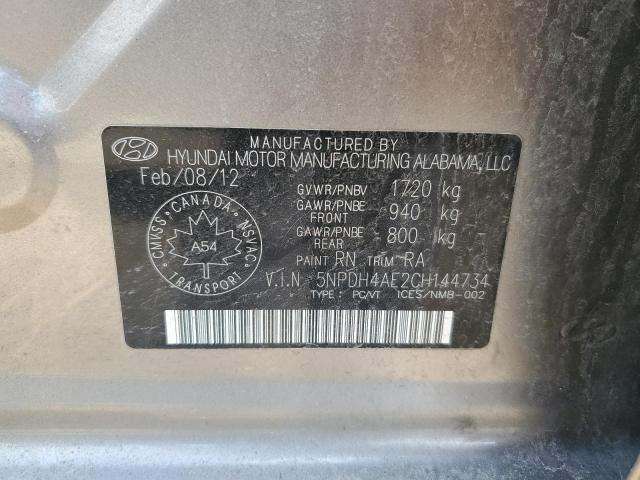 MANUFACTURED BY
HYUNDAI MOTOR MANUFACTURING ALABAMA, LLC
Feb/08/12
GVWR/PNBV 1720 kg
GAWR/PNBE FRONT 940 kg
GAWR/PNBE REAR 800 kg
PAINT RN TRIM RA
V.I.N 5NPDH4AE2CH144734
TYPE: PC/VT ICES/NMB-002
CANADA
CMVSS
NSVAC
A54
TRANSPORT